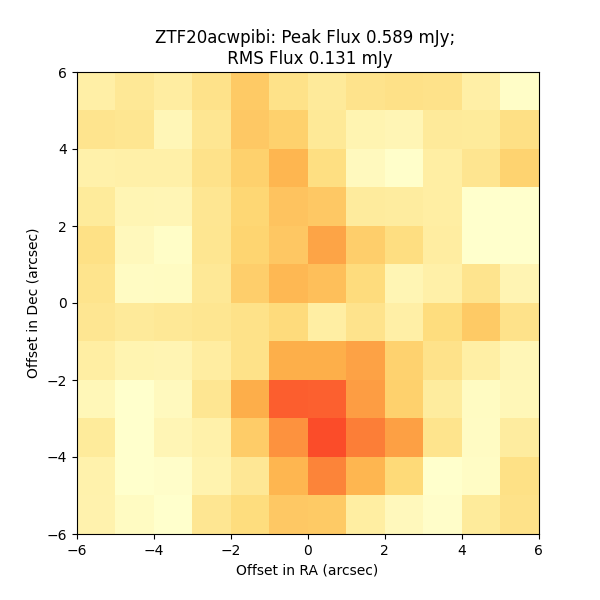 ZTF20acwpibi: Peak Flux 0.589 mJy;
RMS Flux 0.131 mJy
6
4
2
0
−2
−4
−6
Offset in Dec (arcsec)
−6 −4 −2 0 2 4 6
Offset in RA (arcsec)